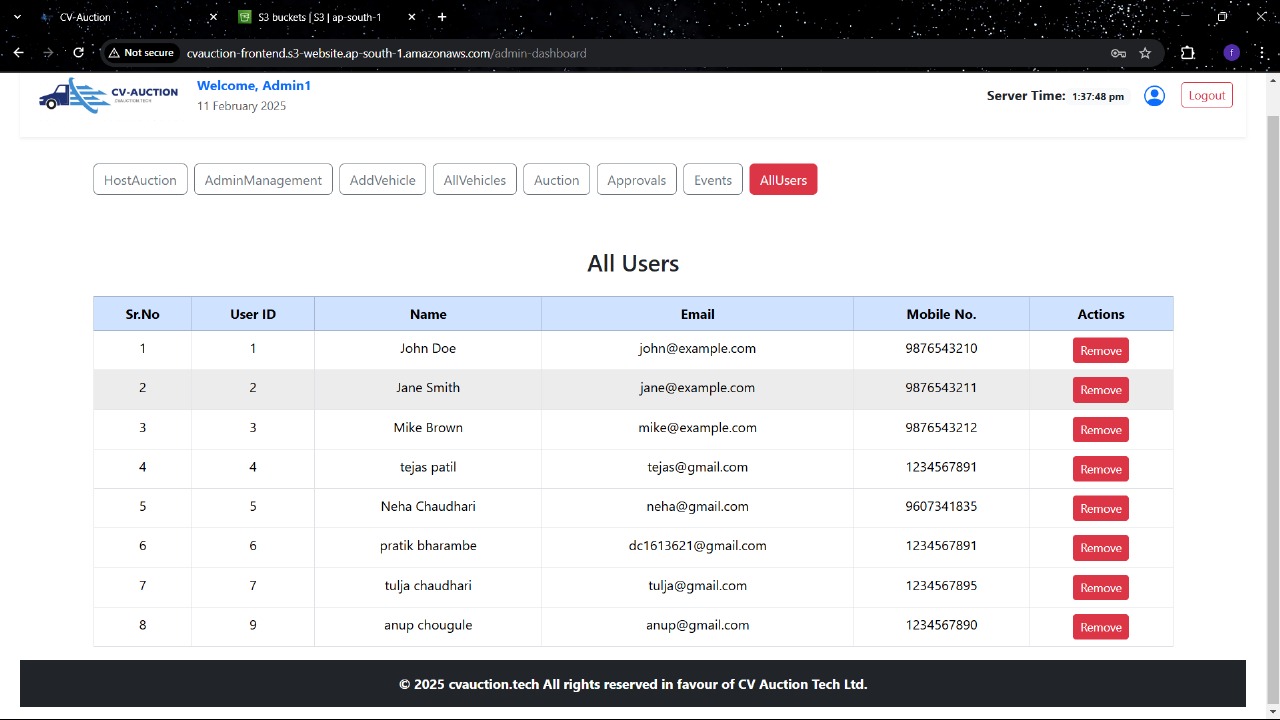 CV-Auction
S3 buckets | S3 | ap-south-1
Not secure
cvauction-frontend.s3-website.ap-south-1.amazonaws.com/admin-dashboard
f
CV-AUCTION
Welcome, Admin1
11 February 2025
Server Time: 1:37:48 pm
Logout
HostAuction AdminManagement AddVehicle AllVehicles Auction Approvals Events AllUsers
All Users
Sr.No User ID Name Email Mobile No. Actions
1 1 John Doe john@example.com 9876543210 Remove
2 2 Jane Smith jane@example.com 9876543211 Remove
3 3 Mike Brown mike@example.com 9876543212 Remove
4 4 tejas patil tejas@gmail.com 1234567891 Remove
5 5 Neha Chaudhari neha@gmail.com 9607341835 Remove
6 6 pratik bharambe dc1613621@gmail.com 1234567891 Remove
7 7 tulja chaudhari tulja@gmail.com 1234567895 Remove
8 9 anup chougule anup@gmail.com 1234567890 Remove
© 2025 cvauction.tech All rights reserved in favour of CV Auction Tech Ltd.